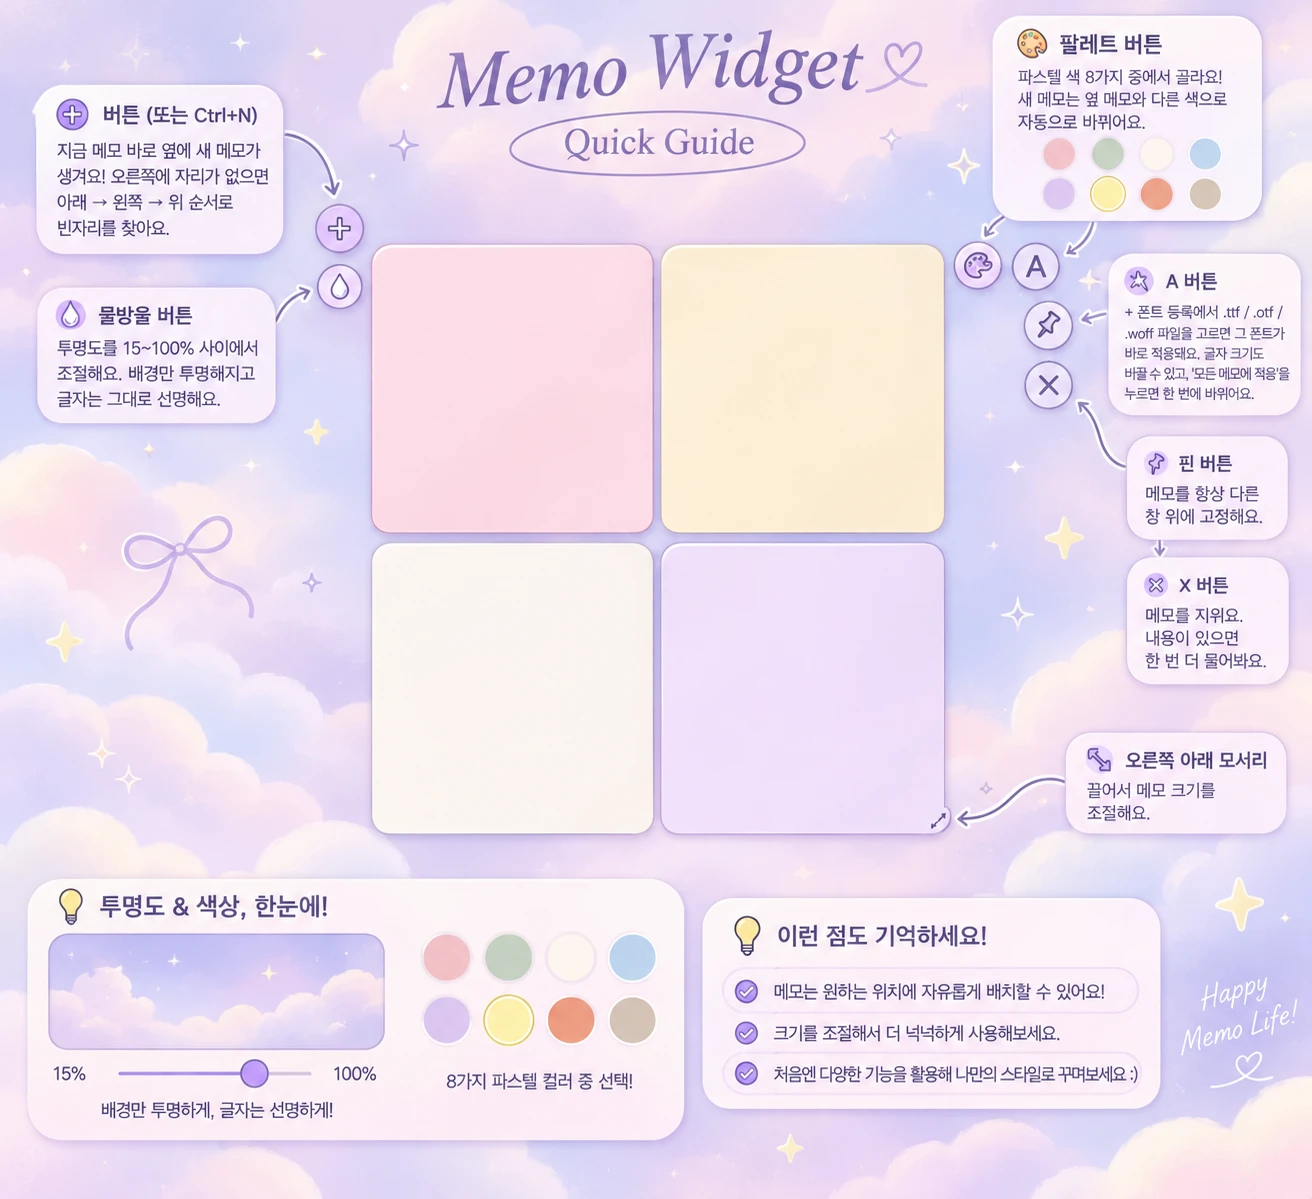 Memo Widget
Quick Guide
버튼 (또는 Ctrl+N)
지금 메모 바로 옆에 새 메모가
생겨요! 오른쪽에 자리가 없으면
아래 → 왼쪽 → 위 순서로
빈자리를 찾아요.
물방울 버튼
투명도를 15~100% 사이에서
조절해요. 배경만 투명해지고
글자는 그대로 선명해요.
팔레트 버튼
파스텔 색 8가지 중에서 골라요!
새 메모는 옆 메모와 다른 색으로
자동으로 바뀌어요.
A
A 버튼
+ 폰트 등록에서 .ttf / .otf /
.woff 파일을 고르면 그 폰트가
바로 적용돼요. 글자 크기도
바꿀 수 있고, '모든 메모에 적용'을
누르면 한 번에 바뀌어요.
핀 버튼
메모를 항상 다른
창 위에 고정해요.
X 버튼
메모를 지워요.
내용이 있으면
한 번 더 물어봐요.
오른쪽 아래 모서리
끌어서 메모 크기를
조절해요.
투명도 & 색상, 한눈에!
15%
100%
배경만 투명하게, 글자는 선명하게!
8가지 파스텔 컬러 중 선택!
이런 점도 기억하세요!
메모는 원하는 위치에 자유롭게 배치할 수 있어요!
크기를 조절해서 더 넉넉하게 사용해보세요.
처음엔 다양한 기능을 활용해 나만의 스타일로 꾸며보세요 :)
Happy
Memo Life!